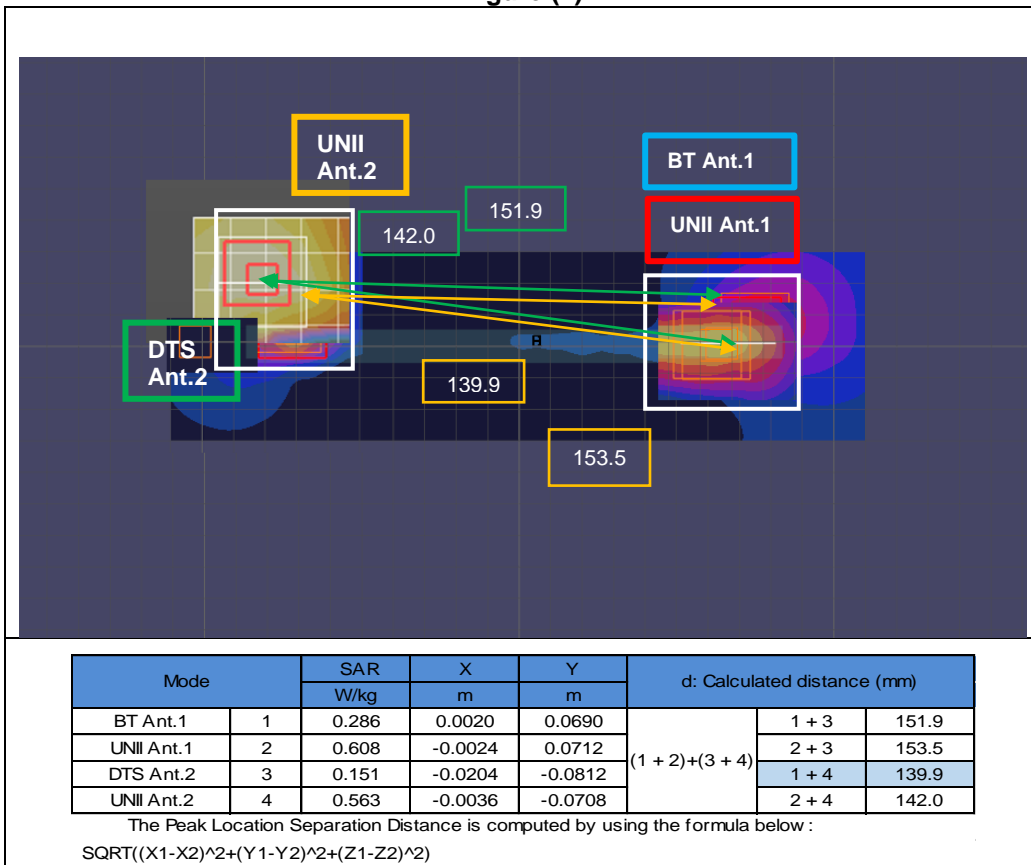 UNII
Ant.2
BT Ant.1
151.9
UNII Ant.1
142.0
DTS
Ant.2
139.9
153.5
Mode SAR X Y d: Calculated distance (mm)
W/kg m m
BT Ant.1 1 0.286 0.0020 0.0690 (1 + 2)+(3 + 4) 1 + 3 151.9
UNII Ant.1 2 0.608 -0.0024 0.0712 2 + 3 153.5
DTS Ant.2 3 0.151 -0.0204 -0.0812 1 + 4 139.9
UNII Ant.2 4 0.563 -0.0036 -0.0708 2 + 4 142.0
The Peak Location Separation Distance is computed by using the formula below :
SQRT((X1-X2)^2+(Y1-Y2)^2+(Z1-Z2)^2)